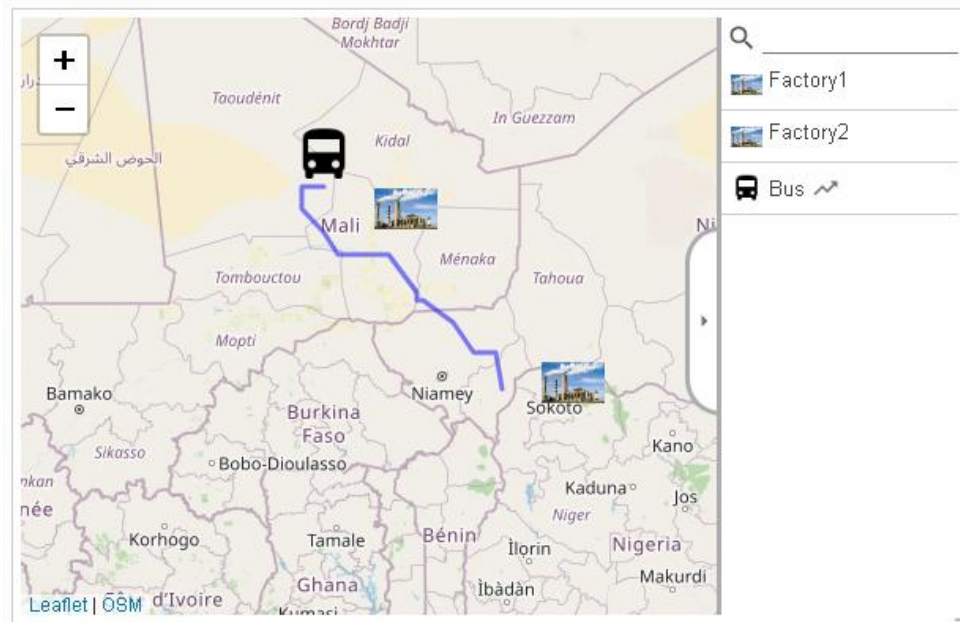 Bordj Badji
Mokhtar
+
−
Taoudénit
In Guezzam
Kidal
الحوض الشرقي
Mali
Ménaka
Tombouctou
Tahoua
Mopti
Bamako
Niamey
Sokoto
Burkina
Faso
Sikasso
Bobo-Dioulasso
Kano
Kaduna
Jos
Niger
Korhogo
Tamale
Bénin
Ìlorin
Nigeria
Ghana
Ìbàdàn
Makurdi
Leaflet | OSM
d'Ivoire
Kumasi
Factory1
Factory2
Bus